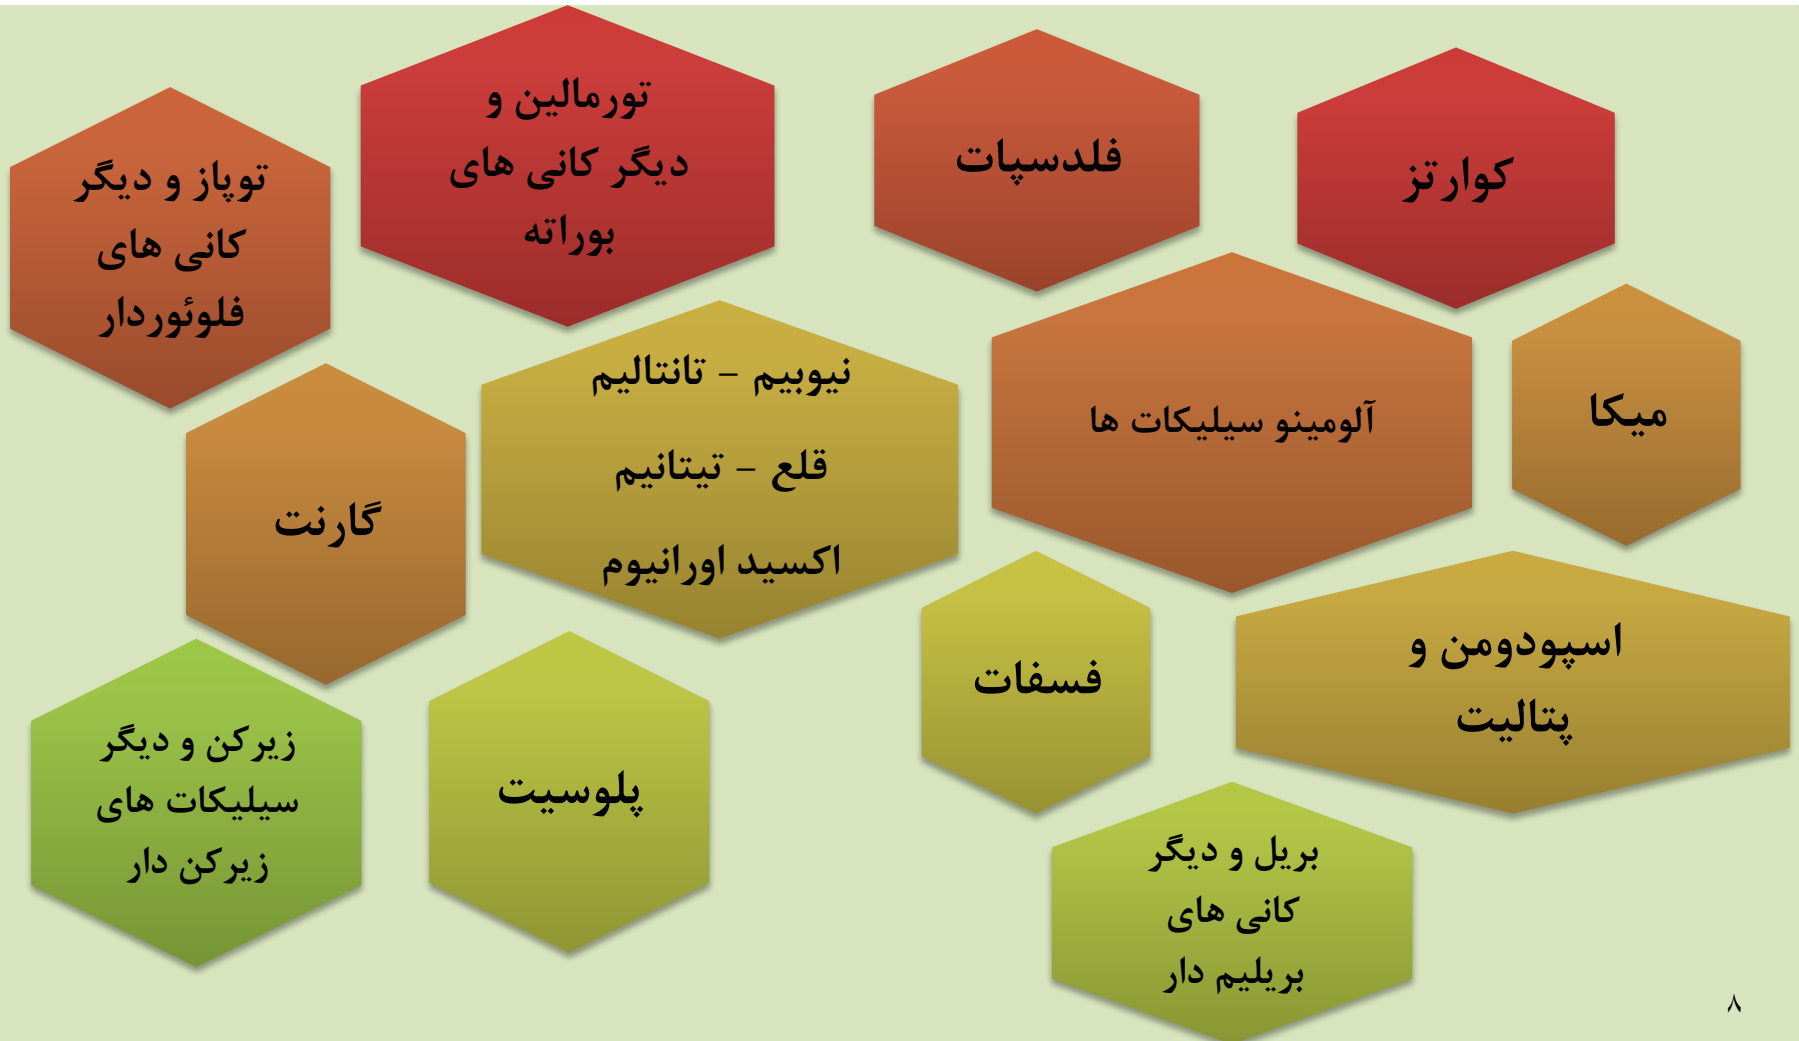 کوارتز
فلدسپات
تورمالین و
دیگر کانی های
بوراته
توپاز و دیگر
کانی های
فلوئوردار
میکا
آلومینو سیلیکات ها
نیوبیم – تانتالیم
قلع – تیتانیم
اکسید اورانیوم
گارنت
اسپودومن و
پتالیت
فسفات
پلوسیت
زیرکن و دیگر
سیلیکات های
زیرکن دار
بریل و دیگر
کانی های
بریلیم دار
۸